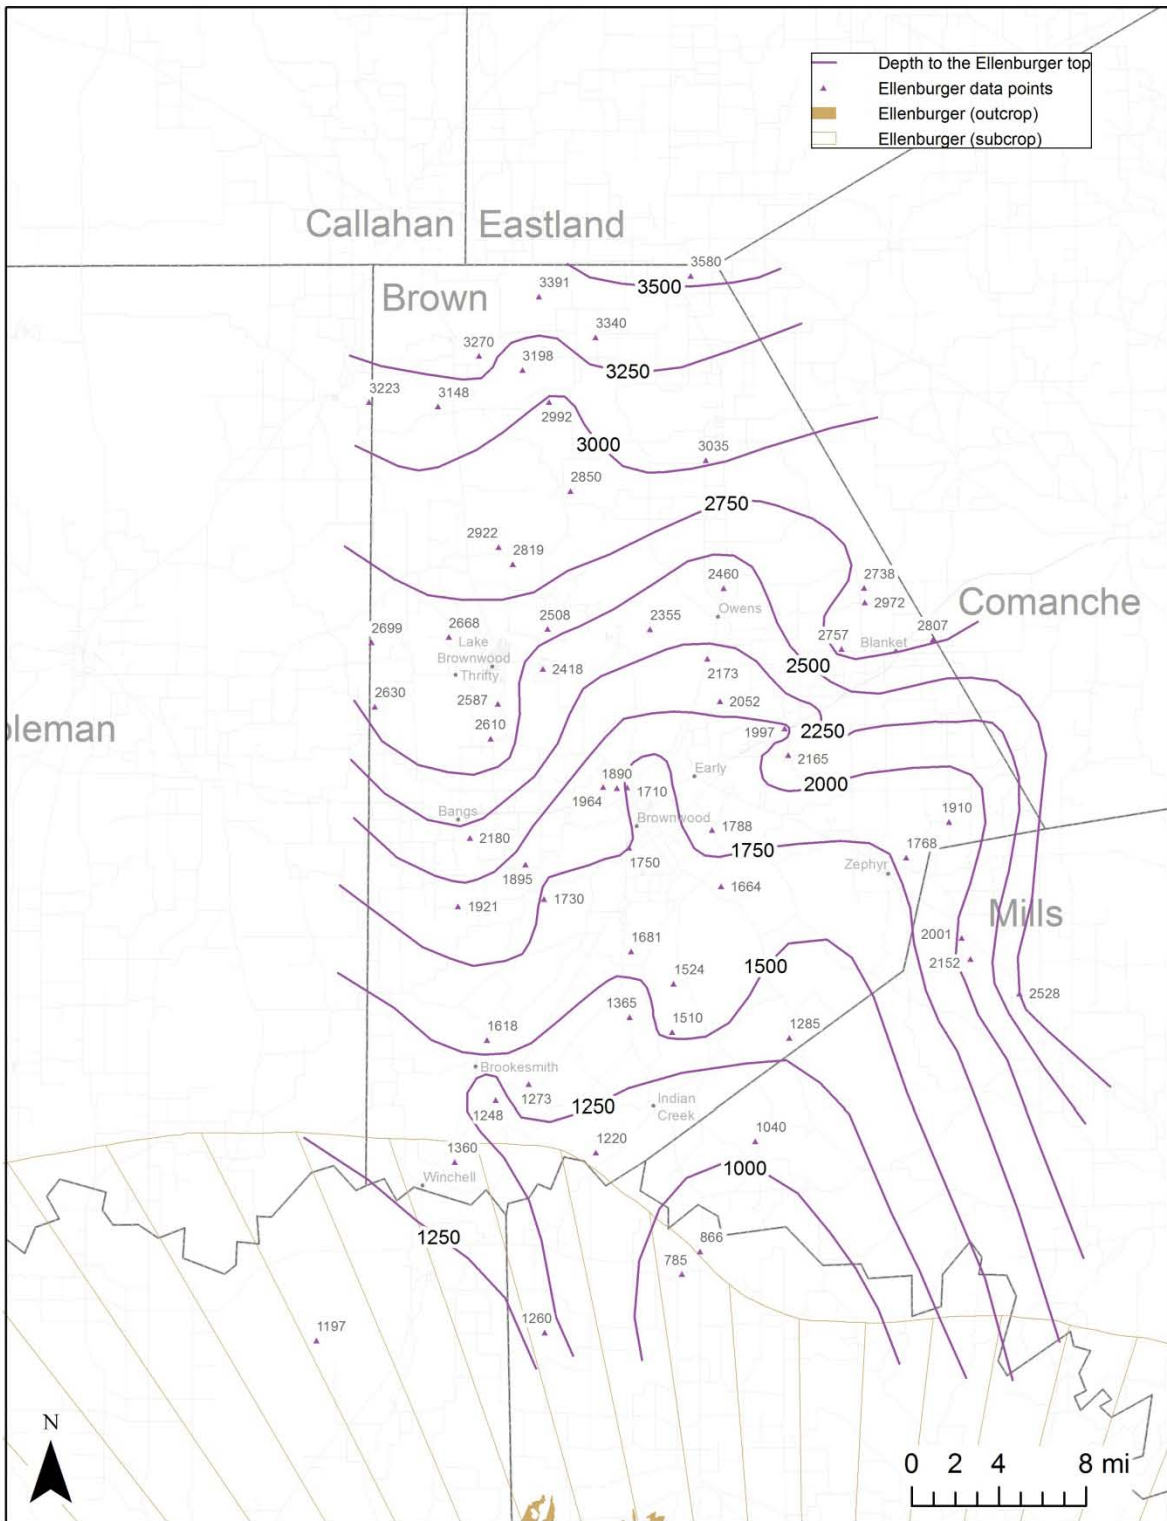 Depth to the Ellenburger top
Ellenburger data points
Ellenburger (outcrop)
Ellenburger (subcrop)
Callahan
Eastland
3580
3500
3391
Brown
3340
3270
3198
3250
3223
3148
2992
3000
3035
2850
2750
2922
2819
2460
2738
2972
Comanche
Owens
2508
2355
2807
2699
2668
2757
Blanket
Lake
Brownwood
Thrifty
2418
2173
2500
2630
2587
2052
oleman
2610
1997
2250
2165
Early
2000
1890
1964
1710
Bangs
Brownwood
1788
1910
2180
1750
1768
1750
Zephyr
1895
1664
1921
1730
Mills
2001
1681
2152
1500
1524
2528
1365
1510
1285
1618
Brookesmith
1273
1248
1250
Indian
Creek
1040
1360
1220
1000
Winchell
1250
866
785
1260
1197
N
0 2 4 8 mi